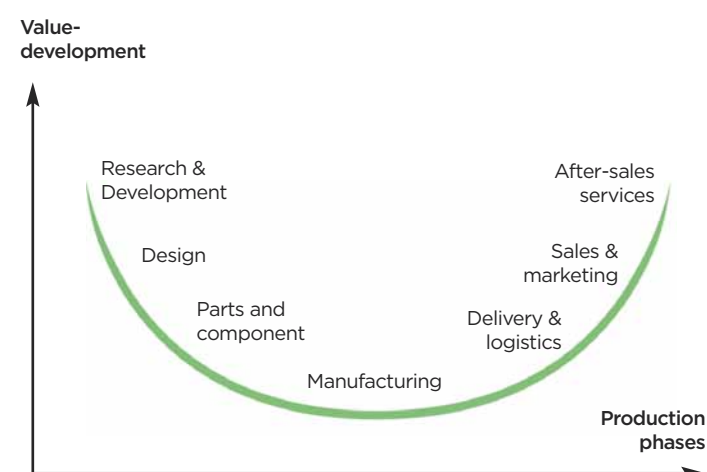 Value-
development
Research &
Development
Design
Parts and
component
Manufacturing
Delivery &
logistics
Sales &
marketing
After-sales
services
Production
phases